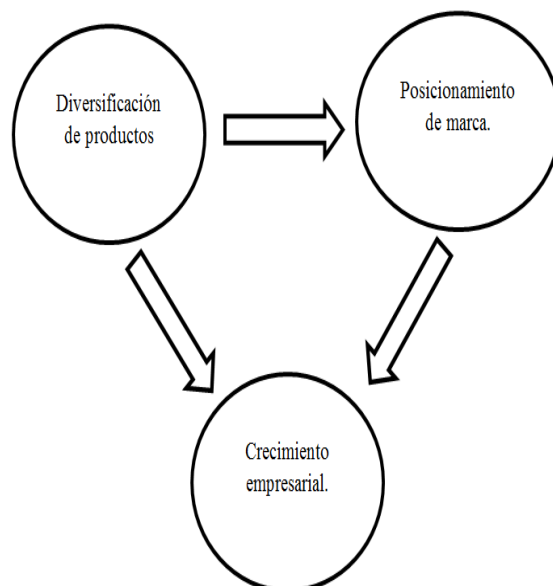 Diversificación
de productos
Posicionamiento
de marca.
Crecimiento
empresarial.